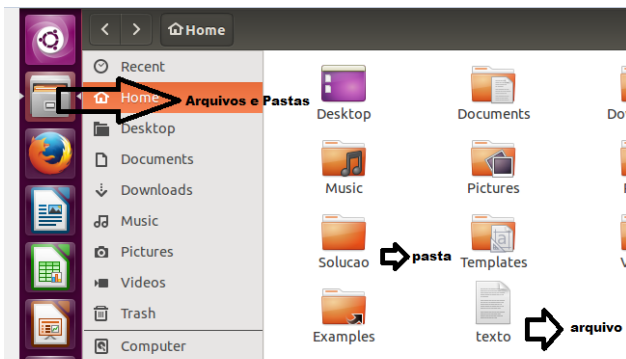 Home
Recent
Home
Arquivos e Pastas
Desktop
Documents
Downloads
Music
Pictures
Videos
Trash
Computer
Desktop
Documents
Music
Pictures
Solucao
pasta
Templates
Examples
texto
arquivo